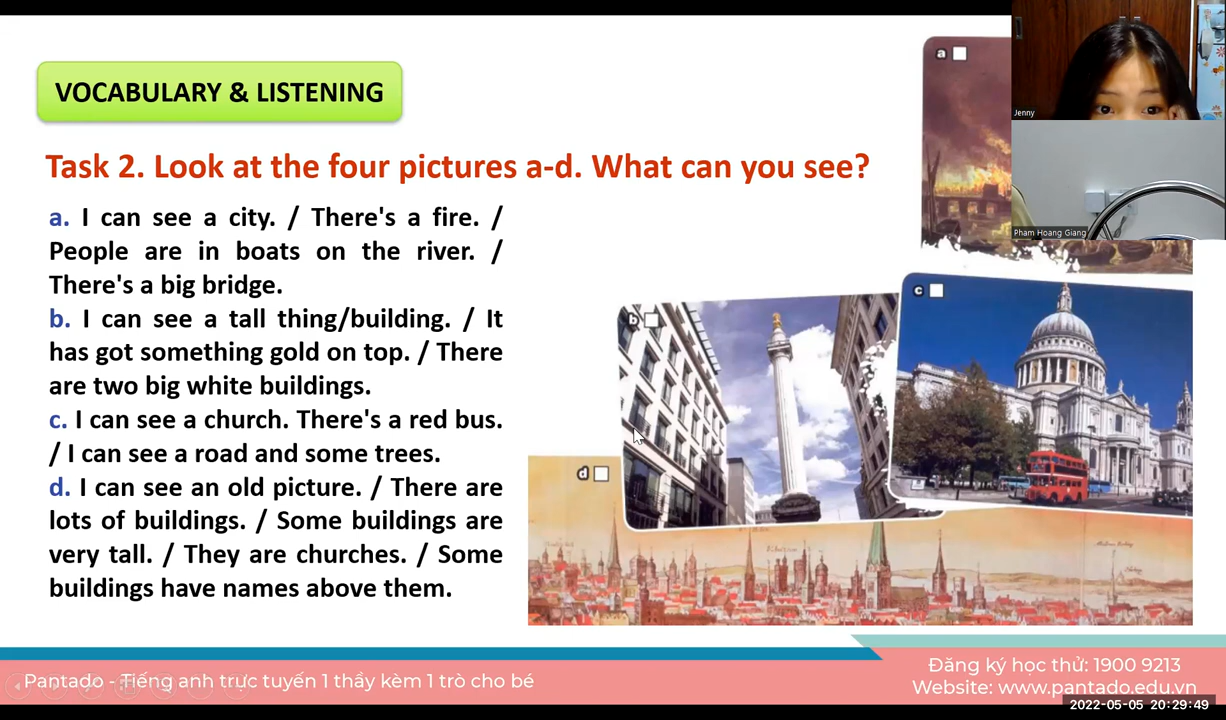 VOCABULARY & LISTENING
Task 2. Look at the four pictures a-d. What can you see?
a. I can see a city. / There's a fire. /
People are in boats on the river. /
There's a big bridge.
b. I can see a tall thing/building. / It
has got something gold on top. / There
are two big white buildings.
c. I can see a church. There's a red bus.
/ I can see a road and some trees.
d. I can see an old picture. / There are
lots of buildings. / Some buildings are
very tall. / They are churches. / Some
buildings have names above them.
a
b
c
d
Jenny
Pham Hoang Giang
Pantado - Tiếng anh trực tuyến 1 thầy kèm 1 trò cho bé
Đăng ký học thử: 1900 9213
Website: www.pantado.edu.vn
2022-05-05 20:29:49